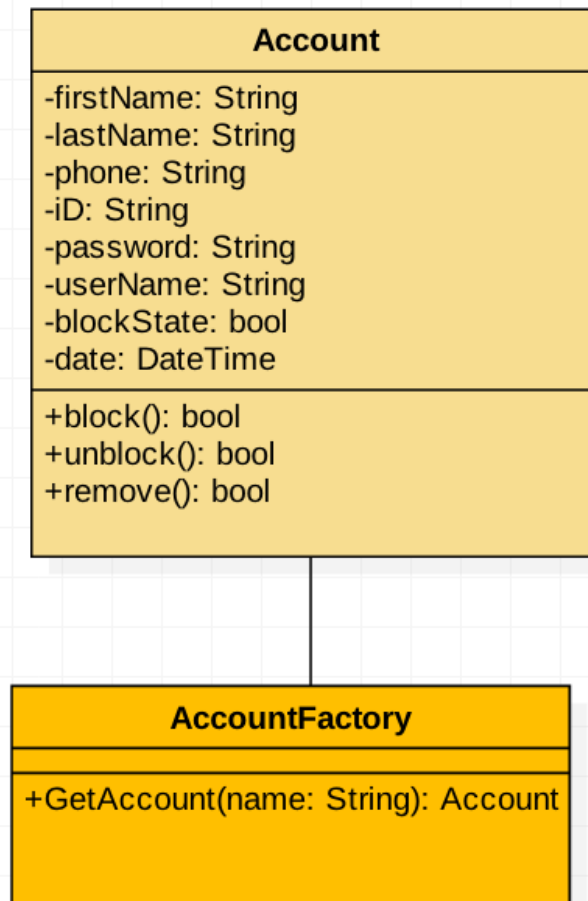 Account
-firstName: String
-lastName: String
-phone: String
-iD: String
-password: String
-userName: String
-blockState: bool
-date: DateTime
+block(): bool
+unblock(): bool
+remove(): bool
AccountFactory
+GetAccount(name: String): Account